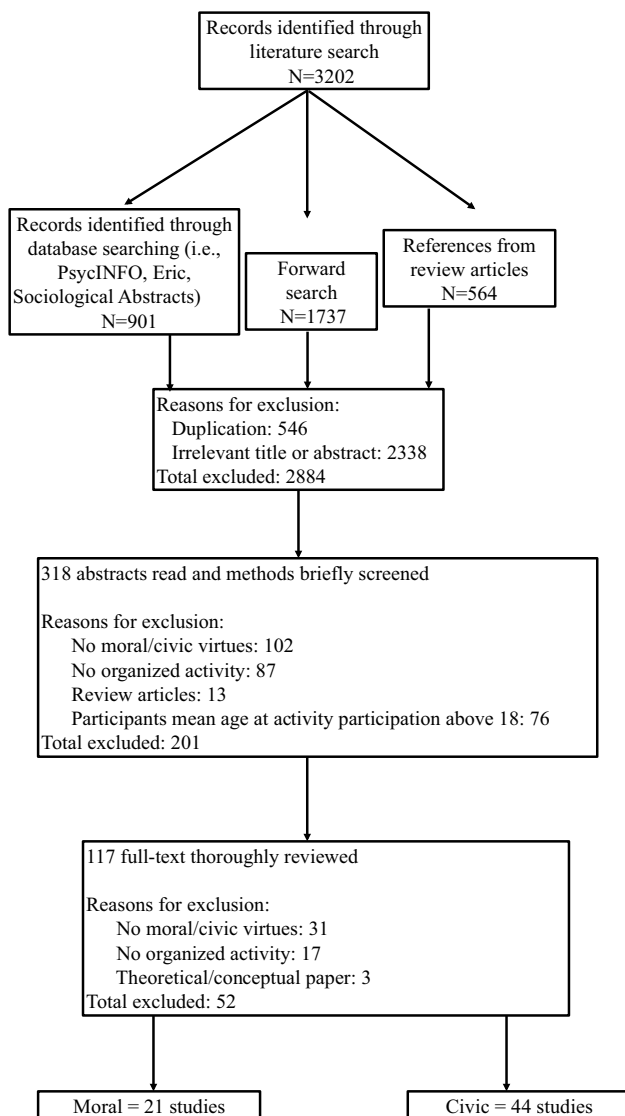 Records identified through
literature search
N=3202
Records identified through
database searching (i.e.,
PsycINFO, Eric,
Sociological Abstracts)
N=901
Forward
search
N=1737
References from
review articles
N=564
Reasons for exclusion:
Duplication: 546
Irrelevant title or abstract: 2338
Total excluded: 2884
318 abstracts read and methods briefly screened
Reasons for exclusion:
No moral/civic virtues: 102
No organized activity: 87
Review articles: 13
Participants mean age at activity participation above 18: 76
Total excluded: 201
117 full-text thoroughly reviewed
Reasons for exclusion:
No moral/civic virtues: 31
No organized activity: 17
Theoretical/conceptual paper: 3
Total excluded: 52
Moral = 21 studies
Civic = 44 studies